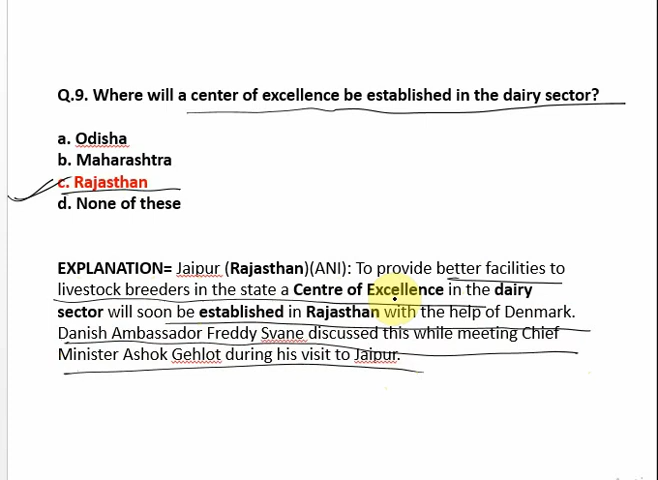 Q.9. Where will a center of excellence be established in the dairy sector?
a. Odisha
b. Maharashtra
c. Rajasthan
d. None of these
EXPLANATION= Jaipur (Rajasthan)(ANI): To provide better facilities to
livestock breeders in the state a Centre of Excellence in the dairy
sector will soon be established in Rajasthan with the help of Denmark.
Danish Ambassador Freddy Svane discussed this while meeting Chief
Minister Ashok Gehlot during his visit to Jaipur.